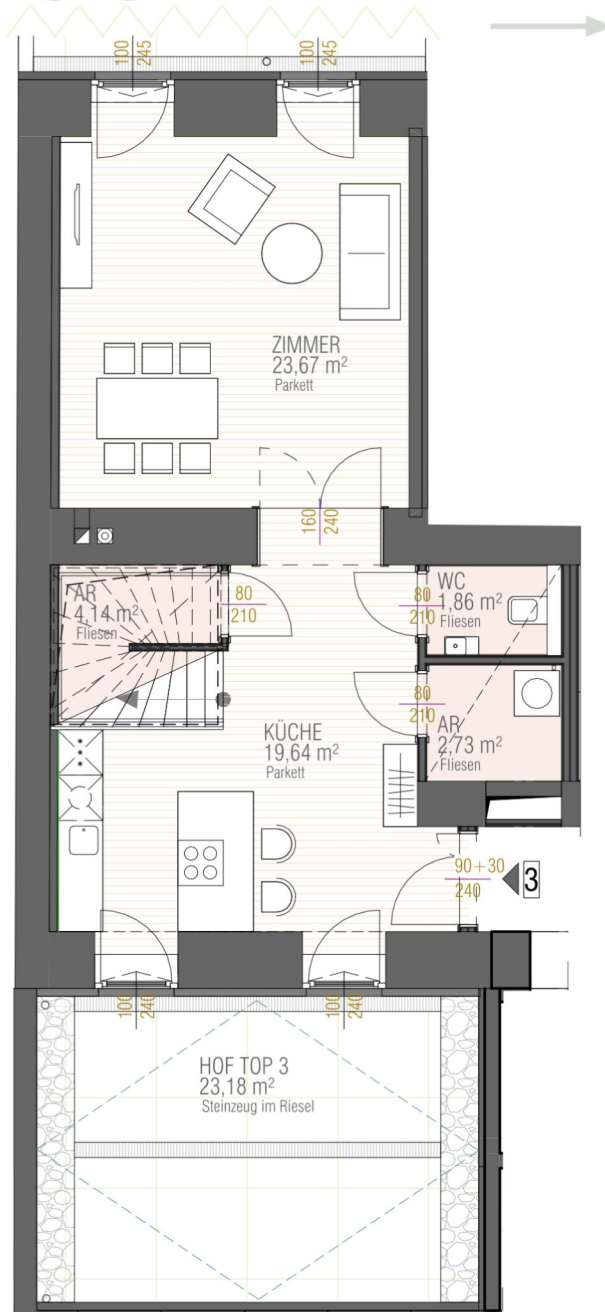 100
245
100
245
ZIMMER
23,67 m²
Parkett
160
240
AR
4,14 m²
Fliesen
80
210
80
210
WC
1,86 m²
Fliesen
80
210
AR
2,73 m²
Fliesen
KÜCHE
19,64 m²
Parkett
90+30
240
3
100
240
100
240
HOF TOP 3
23,18 m²
Steinzeug im Riesel